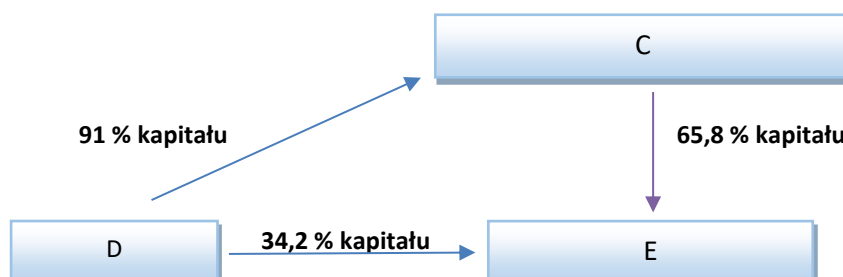 C
91 % kapitału
65,8 % kapitału
D
34,2 % kapitału
E